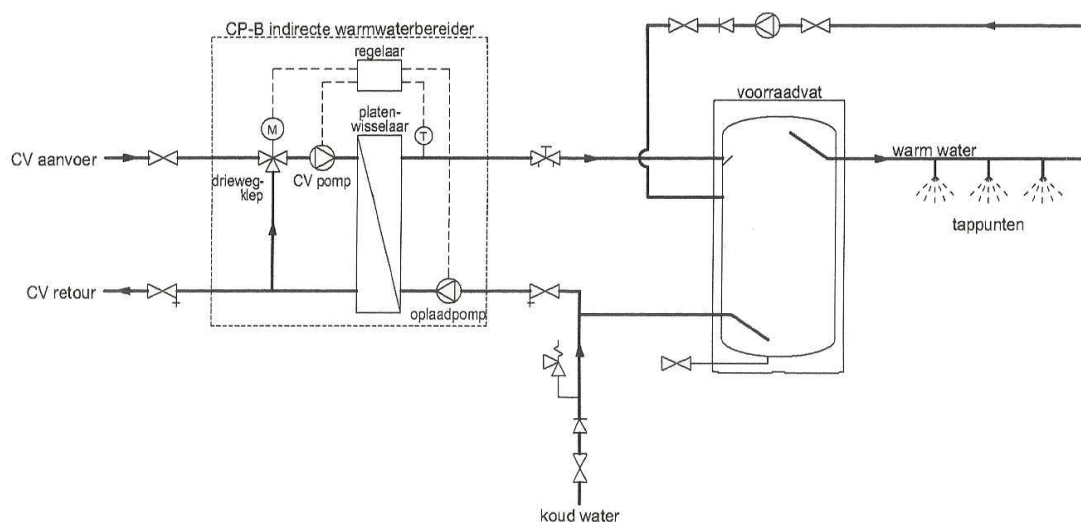 CP-B indirecte warmwaterbereider
regelaar
voorraadvat
M
platen-
wisselaar
T
CV aanvoer
drieweg-
klep
CV pomp
warm water
tappunten
CV retour
oplaadpomp
koud water